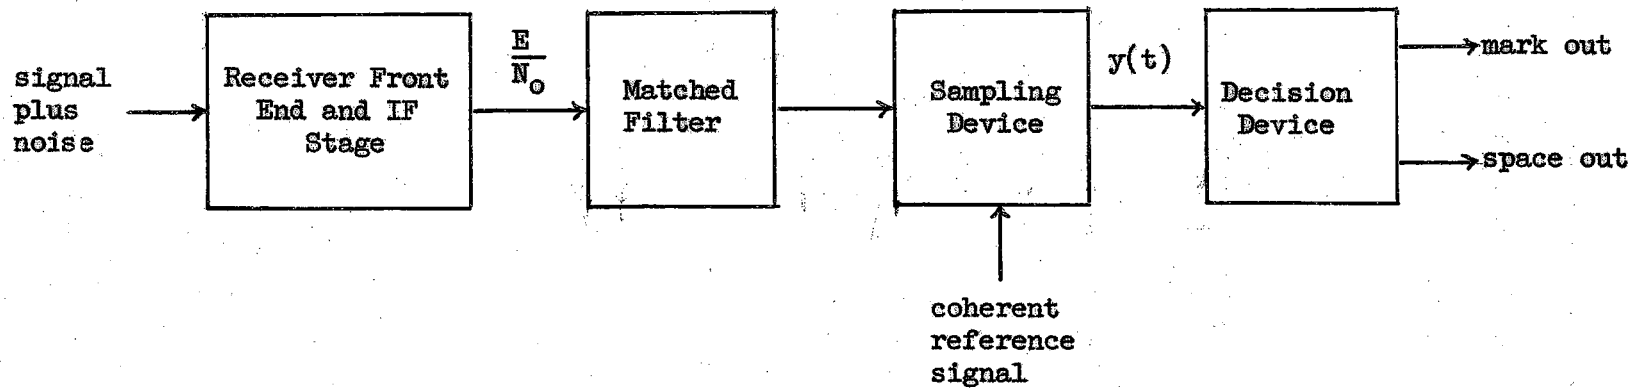 signal
plus
noise
Receiver Front
End and IF
Stage
E
N₀
Matched
Filter
Sampling
Device
y(t)
Decision
Device
mark out
space out
coherent
reference
signal